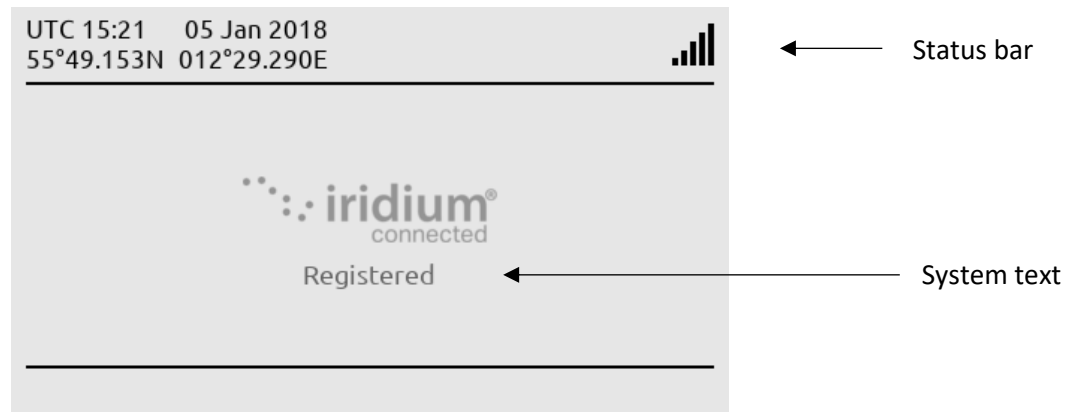 UTC 15:21 05 Jan 2018
55°49.153N 012°29.290E
Status bar
iridium®
connected
Registered
System text